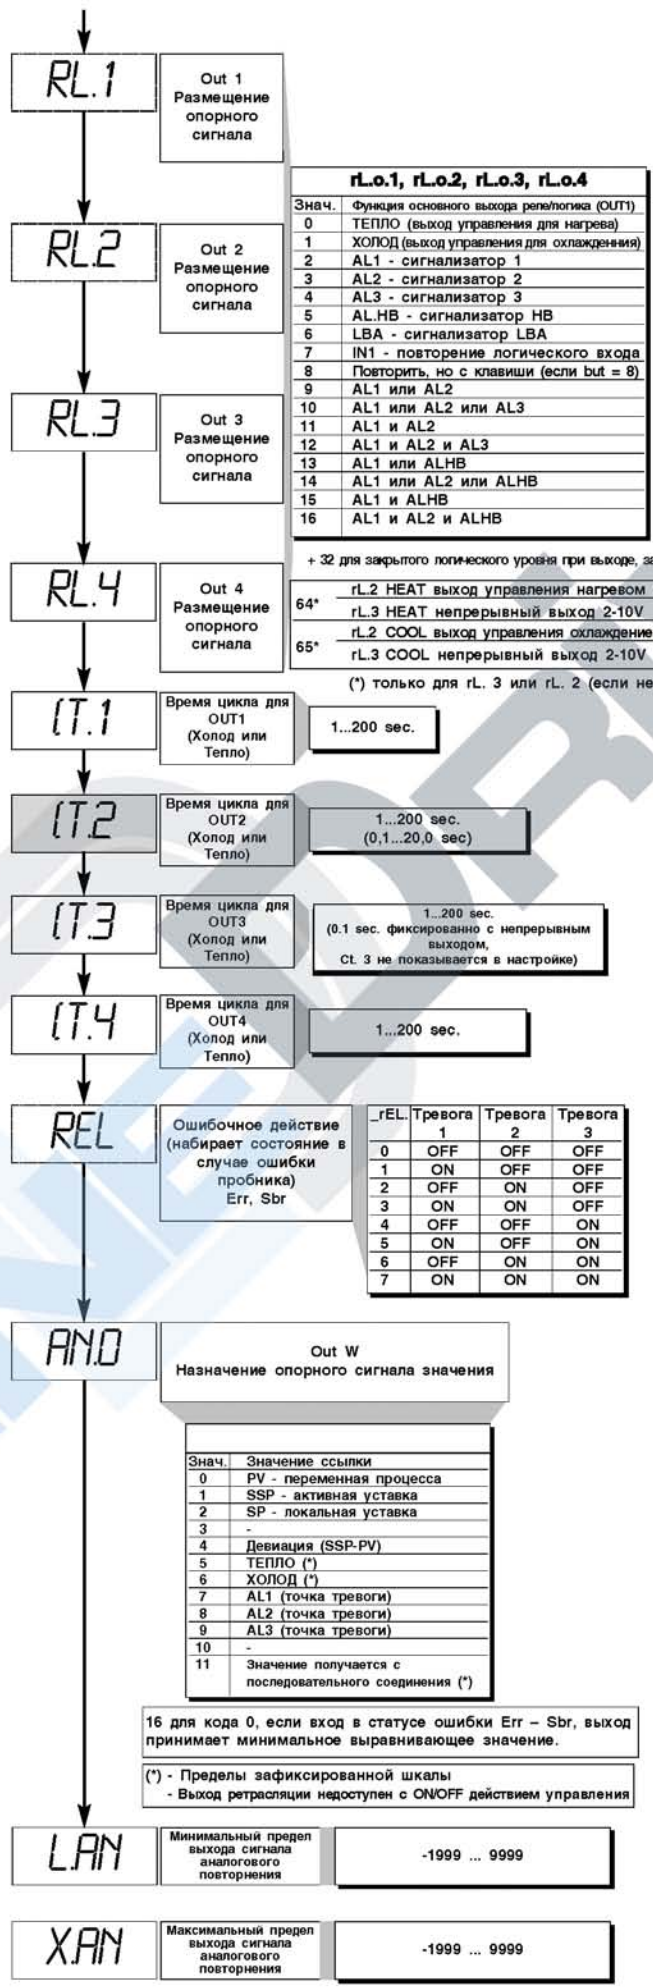 RL.1
Out 1
Размещение
опорного
сигнала
RL.2
Out 2
Размещение
опорного
сигнала
RL.3
Out 3
Размещение
опорного
сигнала
RL.4
Out 4
Размещение
опорного
сигнала
rL.o.1, rL.o.2, rL.o.3, rL.o.4
Знач. Функция основного выхода реле/логика (OUT1)
0 ТЕПЛО (выход управления для нагрева)
1 ХОЛОД (выход управления для охлажденния)
2 AL1 - сигнализатор 1
3 AL2 - сигнализатор 2
4 AL3 - сигнализатор 3
5 AL.HB - сигнализатор HB
6 LBA - сигнализатор LBA
7 IN1 - повторение логического входа
8 Повторить, но с клавиши (если but = 8)
9 AL1 или AL2
10 AL1 или AL2 или AL3
11 AL1 и AL2
12 AL1 и AL2 и AL3
13 AL1 или ALHB
14 AL1 или AL2 или ALHB
15 AL1 и ALHB
16 AL1 и AL2 и ALHB
+ 32 для закрытого логического уровня при выходе, за
64* rL.2 HEAT выход управления нагревом
rL.3 HEAT непрерывный выход 2-10V
65* rL.2 COOL выход управления охлаждение
rL.3 COOL непрерывный выход 2-10V
(*) только для rL. 3 или rL. 2 (если не
CT.1
Время цикла для
OUT1
(Холод или
Тепло)
1...200 sec.
CT.2
Время цикла для
OUT2
(Холод или
Тепло)
1...200 sec.
(0,1...20,0 sec)
CT.3
Время цикла для
OUT3
(Холод или
Тепло)
1...200 sec.
(0.1 sec. фиксированно с непрерывным
выходом,
Ct. 3 не показывается в настройке)
CT.4
Время цикла для
OUT4
(Холод или
Тепло)
1...200 sec.
REL
Ошибочное действие
(набирает состояние в
случае ошибки
пробника)
Err, Sbr
_rEL. Тревога 1 Тревога 2 Тревога 3
0 OFF OFF OFF
1 ON OFF OFF
2 OFF ON OFF
3 ON ON OFF
4 OFF OFF ON
5 ON OFF ON
6 OFF ON ON
7 ON ON ON
AN.O
Out W
Назначение опорного сигнала значения
Знач. Значение ссылки
0 PV - переменная процесса
1 SSP - активная уставка
2 SP - локальная уставка
3 -
4 Девиация (SSP-PV)
5 ТЕПЛО (*)
6 ХОЛОД (*)
7 AL1 (точка тревоги)
8 AL2 (точка тревоги)
9 AL3 (точка тревоги)
10 -
11 Значение получается с
последовательного соединения (*)
16 для кода 0, если вход в статусе ошибки Err – Sbr, выход
принимает минимальное выравнивающее значение.
(*) - Пределы зафиксированной шкалы
- Выход ретрасляции недоступен с ON/OFF действием управления
L.AN
Минимальный предел
выхода сигнала
аналогового
повторнения
-1999 ... 9999
X.AN
Максимальный предел
выхода сигнала
аналогового
повторнения
-1999 ... 9999